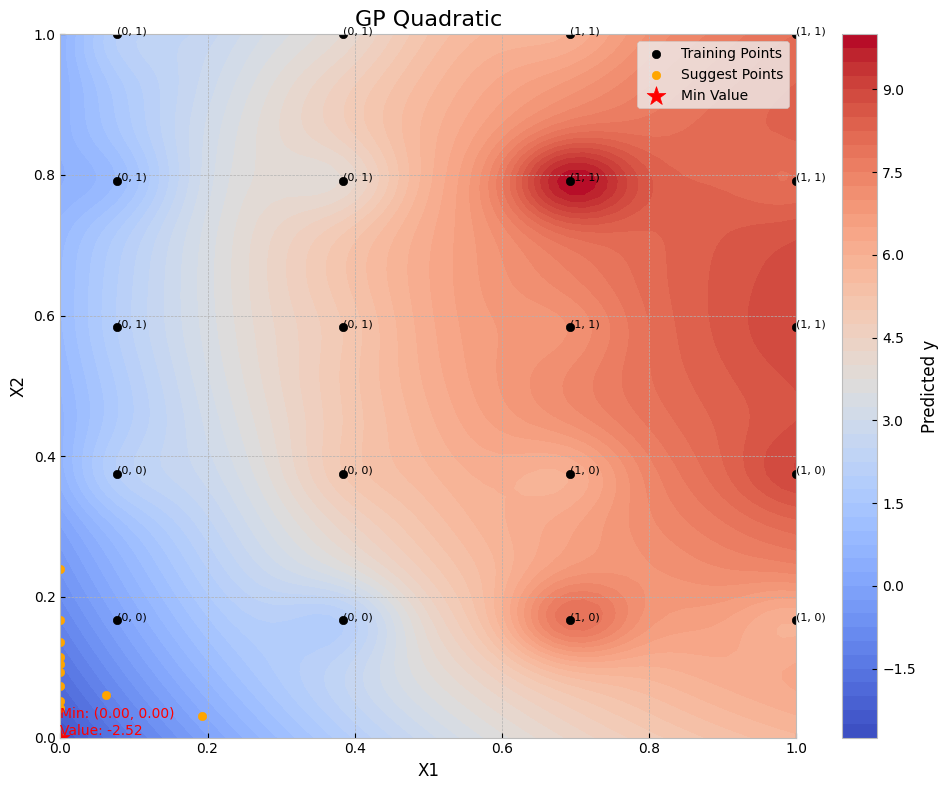 GP Quadratic
Training Points
Suggest Points
Min Value
(0, 1) (0, 1) (1, 1) (1, 1)
(0, 1) (0, 1) (1, 1) (1, 1)
(0, 1) (0, 1) (1, 1) (1, 1)
(0, 0) (0, 0) (1, 0) (1, 0)
(0, 0) (0, 0) (1, 0) (1, 0)
Min: (0.00, 0.00)
Value: -2.52
1.0
0.8
0.6
0.4
0.2
0.0
X2
0.0 0.2 0.4 0.6 0.8 1.0
X1
9.0
7.5
6.0
4.5
3.0
1.5
0.0
−1.5
Predicted y